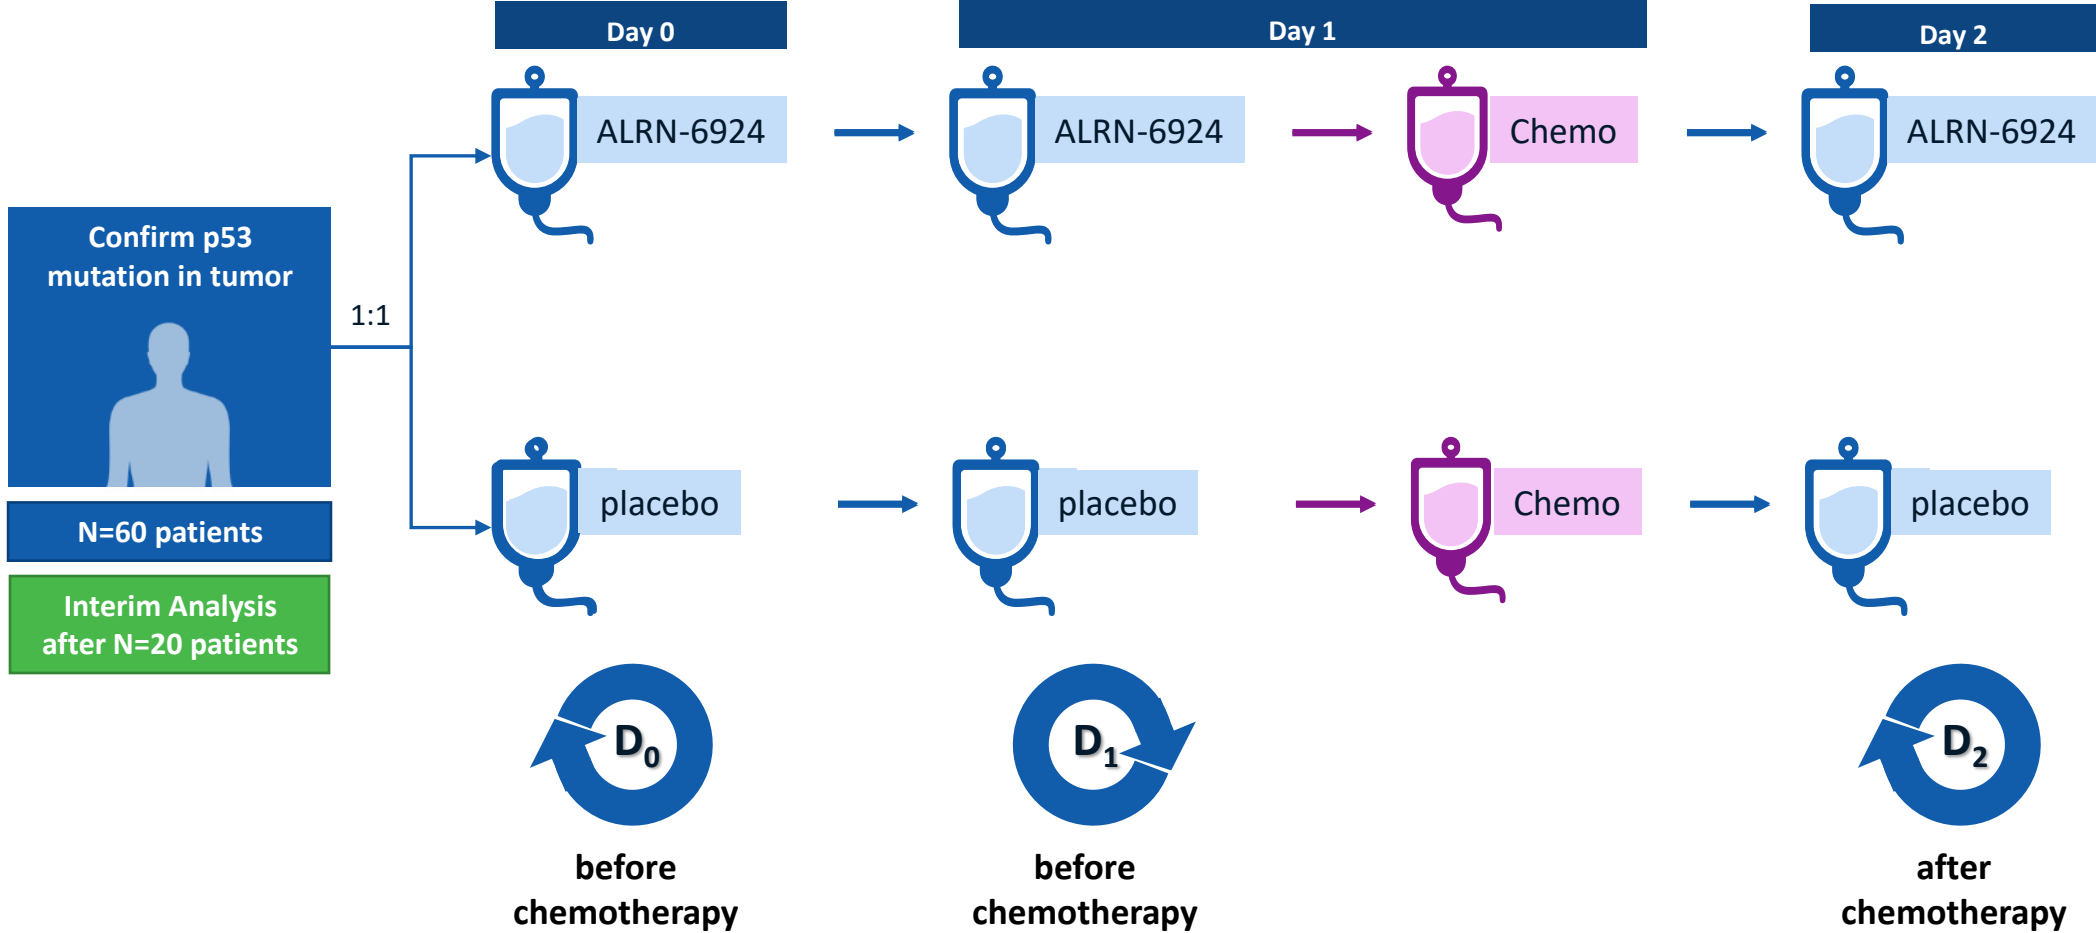 Day 0
Day 1
Day 2
ALRN-6924
ALRN-6924
Chemo
ALRN-6924
Confirm p53
mutation in tumor
1:1
placebo
placebo
Chemo
placebo
N=60 patients
Interim Analysis
after N=20 patients
D0
D1
D2
before
chemotherapy
before
chemotherapy
after
chemotherapy